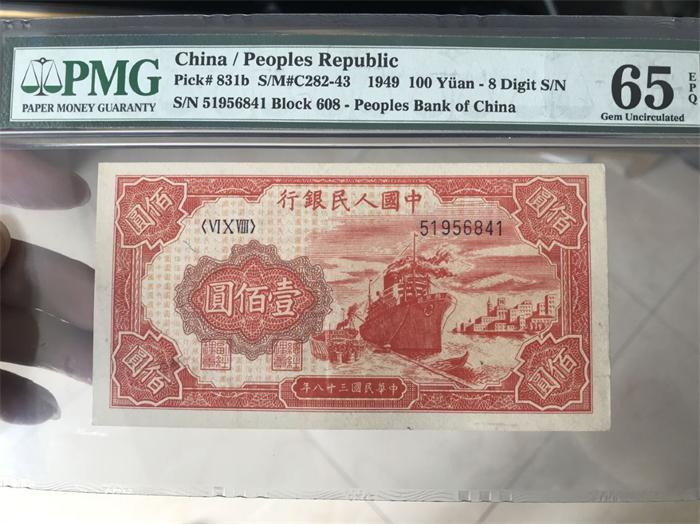 PMG
PAPER MONEY GUARANTY
China / Peoples Republic
Pick# 831b S/M#C282-43 1949 100 Yüan - 8 Digit S/N
S/N 51956841 Block 608 - Peoples Bank of China
65 EPQ
Gem Uncirculated
行銀民人國中
圓佰
圓佰
〈VI X VIII〉
51956841
圓佰壹
圓佰
圓佰
年八卅三國民華中